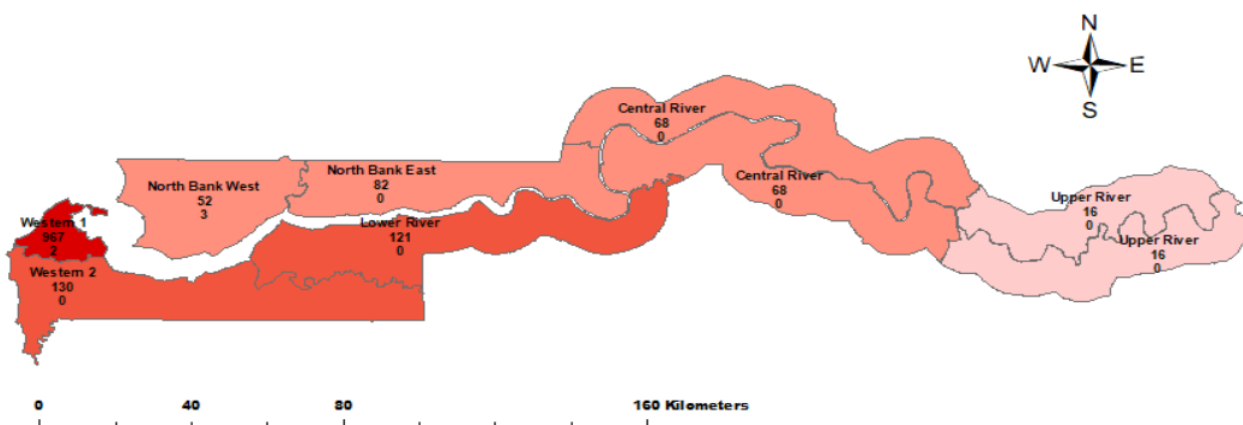 N
W E
S
Central River
68
0
North Bank East
82
0
North Bank West
52
3
Central River
68
0
Upper River
16
0
Western 1
967
2
Lower River
121
0
Upper River
16
0
Western 2
130
0
0 40 80 160 Kilometers